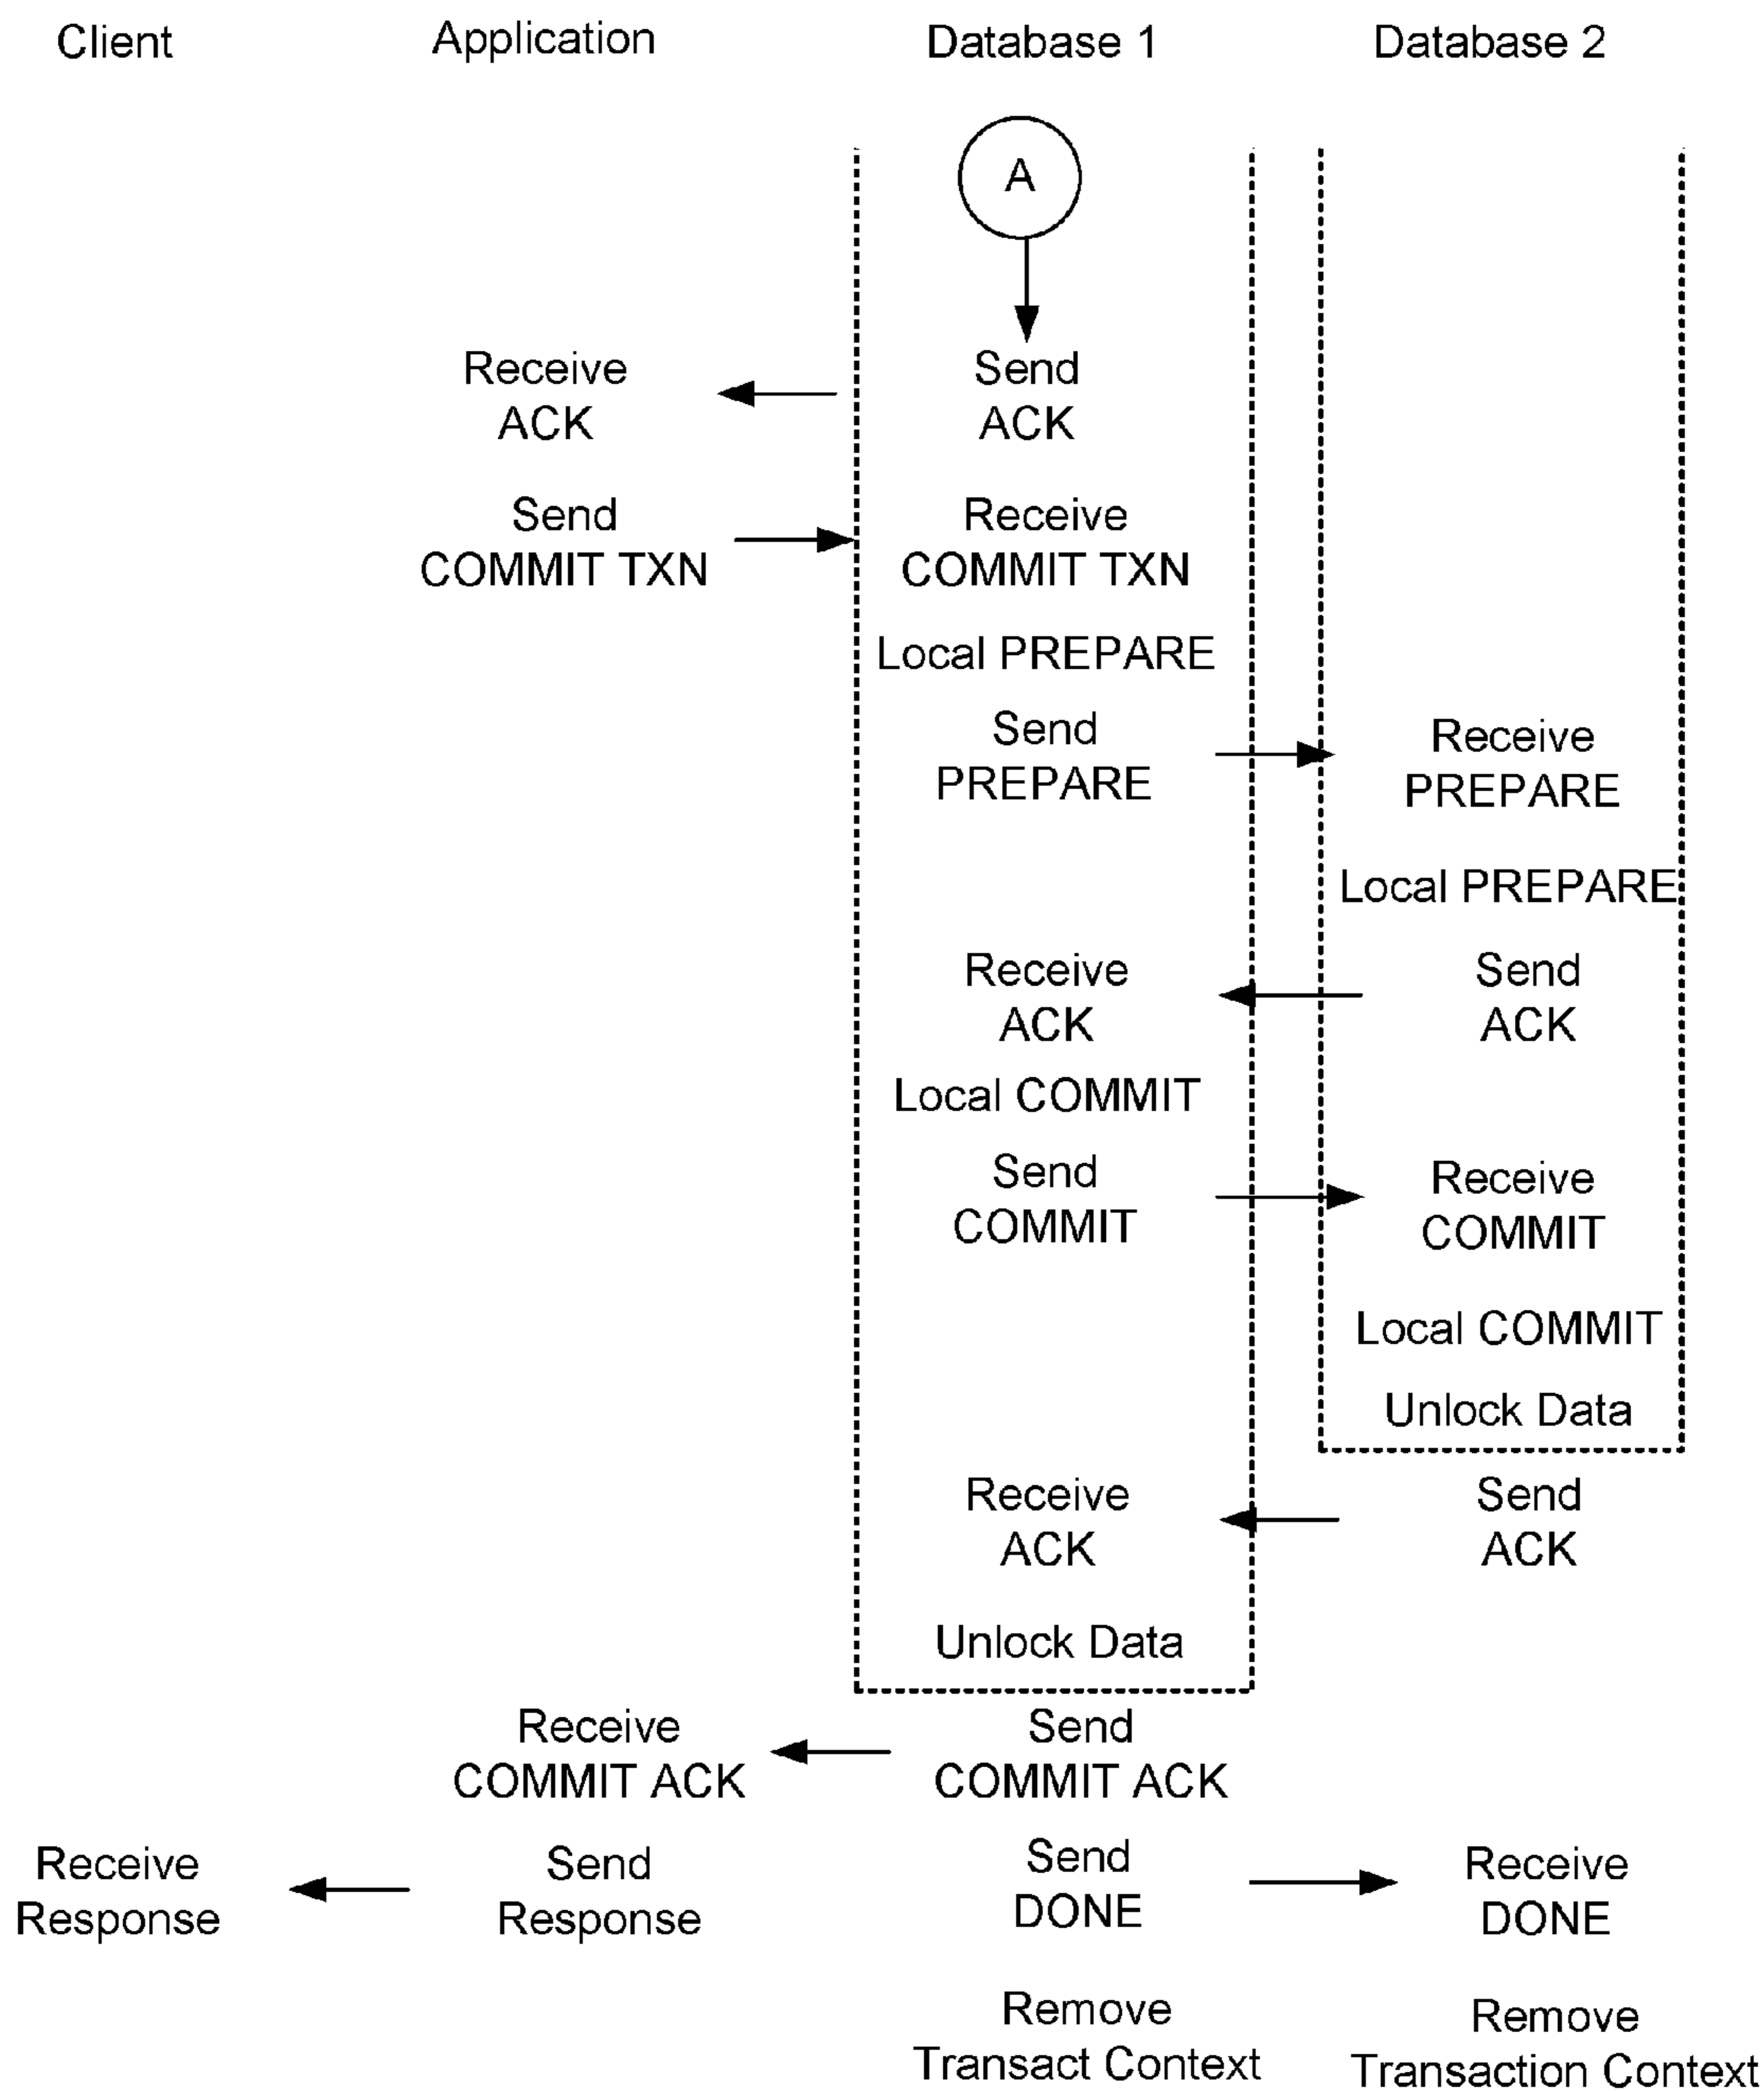 Client
Application
Database 1
Database 2
A
Receive
ACK
Send
ACK
Send
COMMIT TXN
Receive
COMMIT TXN
Local PREPARE
Send
PREPARE
Receive
PREPARE
Local PREPARE
Receive
ACK
Send
ACK
Local COMMIT
Send
COMMIT
Receive
COMMIT
Local COMMIT
Unlock Data
Receive
ACK
Send
ACK
Unlock Data
Receive
COMMIT ACK
Send
COMMIT ACK
Receive
Response
Send
Response
Send
DONE
Receive
DONE
Remove
Transact Context
Remove
Transaction Context